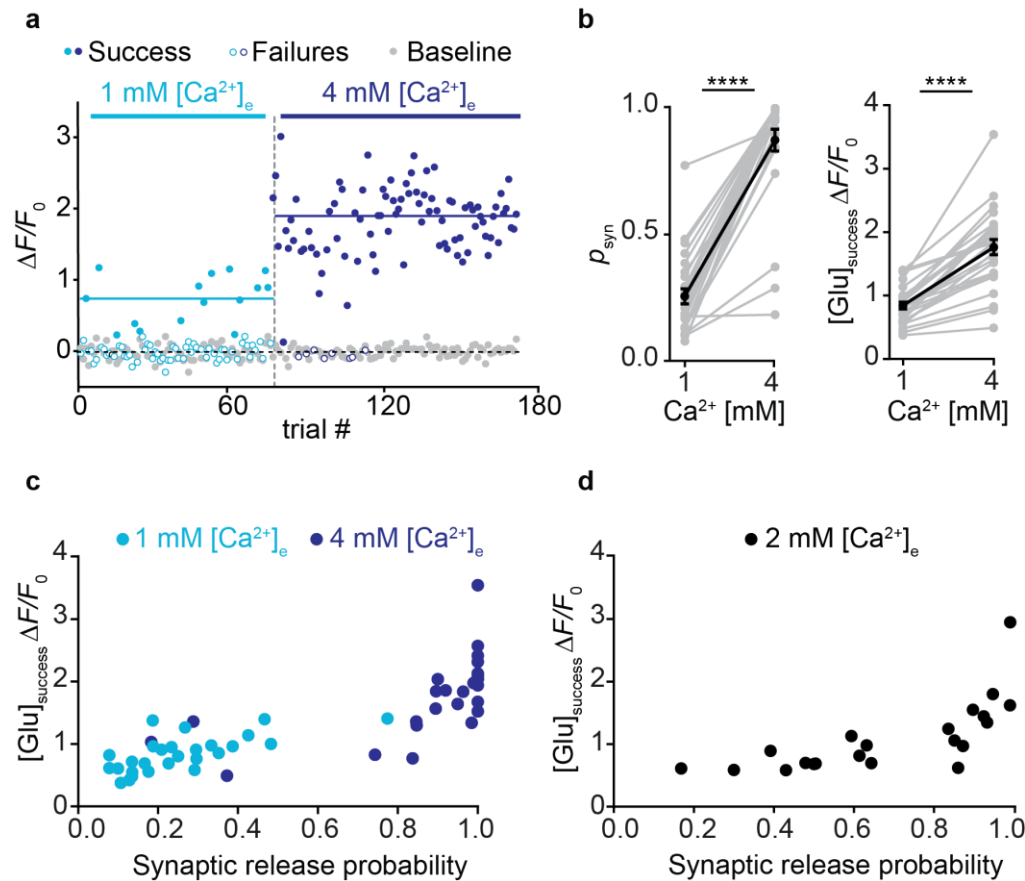 a
Success Failures Baseline
1 mM [Ca²⁺]ₑ 4 mM [Ca²⁺]ₑ
ΔF/F₀
3
2
1
0
0 60 120 180
trial #
b
****
1.0
0.5
0.0
p_syn
1 4
Ca²⁺ [mM]
****
4
3
2
1
0
[Glu]_success ΔF/F₀
1 4
Ca²⁺ [mM]
c
1 mM [Ca²⁺]ₑ 4 mM [Ca²⁺]ₑ
4
3
2
1
0
[Glu]_success ΔF/F₀
0.0 0.2 0.4 0.6 0.8 1.0
Synaptic release probability
d
2 mM [Ca²⁺]ₑ
4
3
2
1
0
[Glu]_success ΔF/F₀
0.0 0.2 0.4 0.6 0.8 1.0
Synaptic release probability